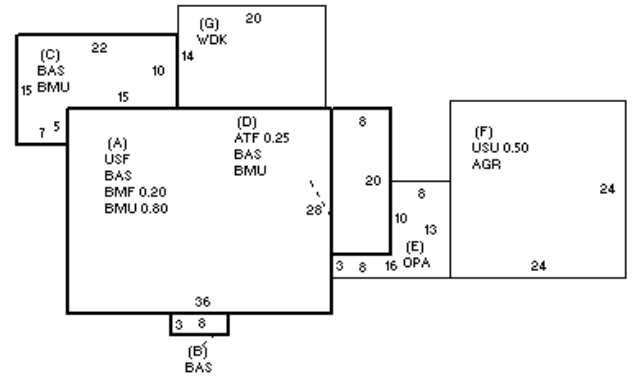 (G)
WDK
20
14
(C)
BAS
BMU
22
10
15
15
7
5
(A)
USF
BAS
BMF 0.20
BMU 0.80
(D)
ATF 0.25
BAS
BMU
28
36
8
20
(F)
USU 0.50
AGR
24
24
8
10
13
(E)
OPA
3
8
16
3
8
(B)
BAS